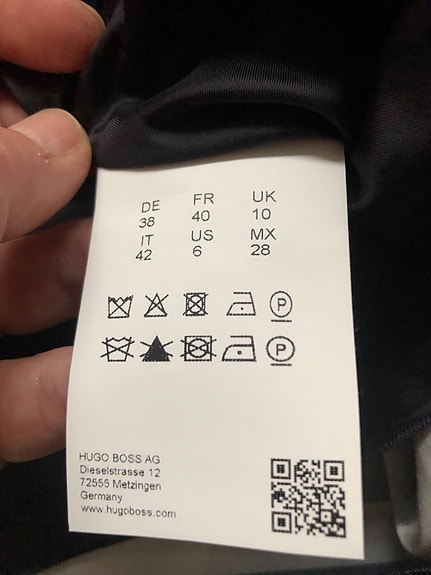 DE FR UK
38 40 10
IT US MX
42 6 28
P
P
HUGO BOSS AG
Dieselstrasse 12
72555 Metzingen
Germany
www.hugoboss.com